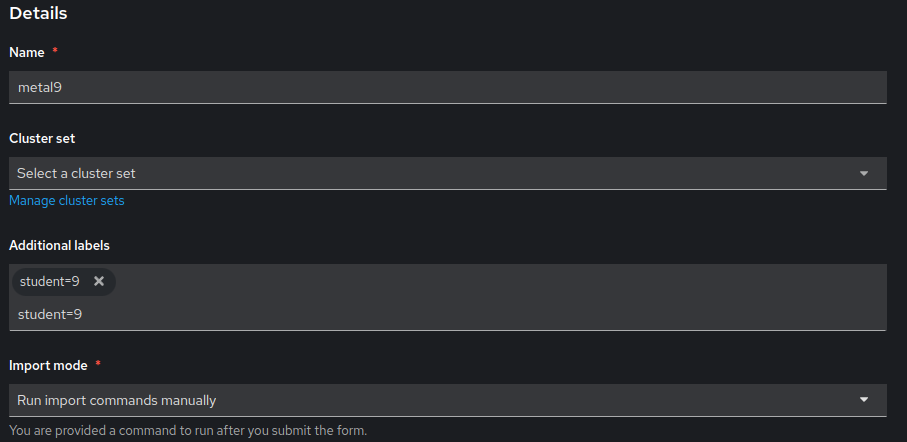 Details
Name *
metal9
Cluster set
Select a cluster set
Manage cluster sets
Additional labels
student=9 ×
student=9
Import mode *
Run import commands manually
You are provided a command to run after you submit the form.